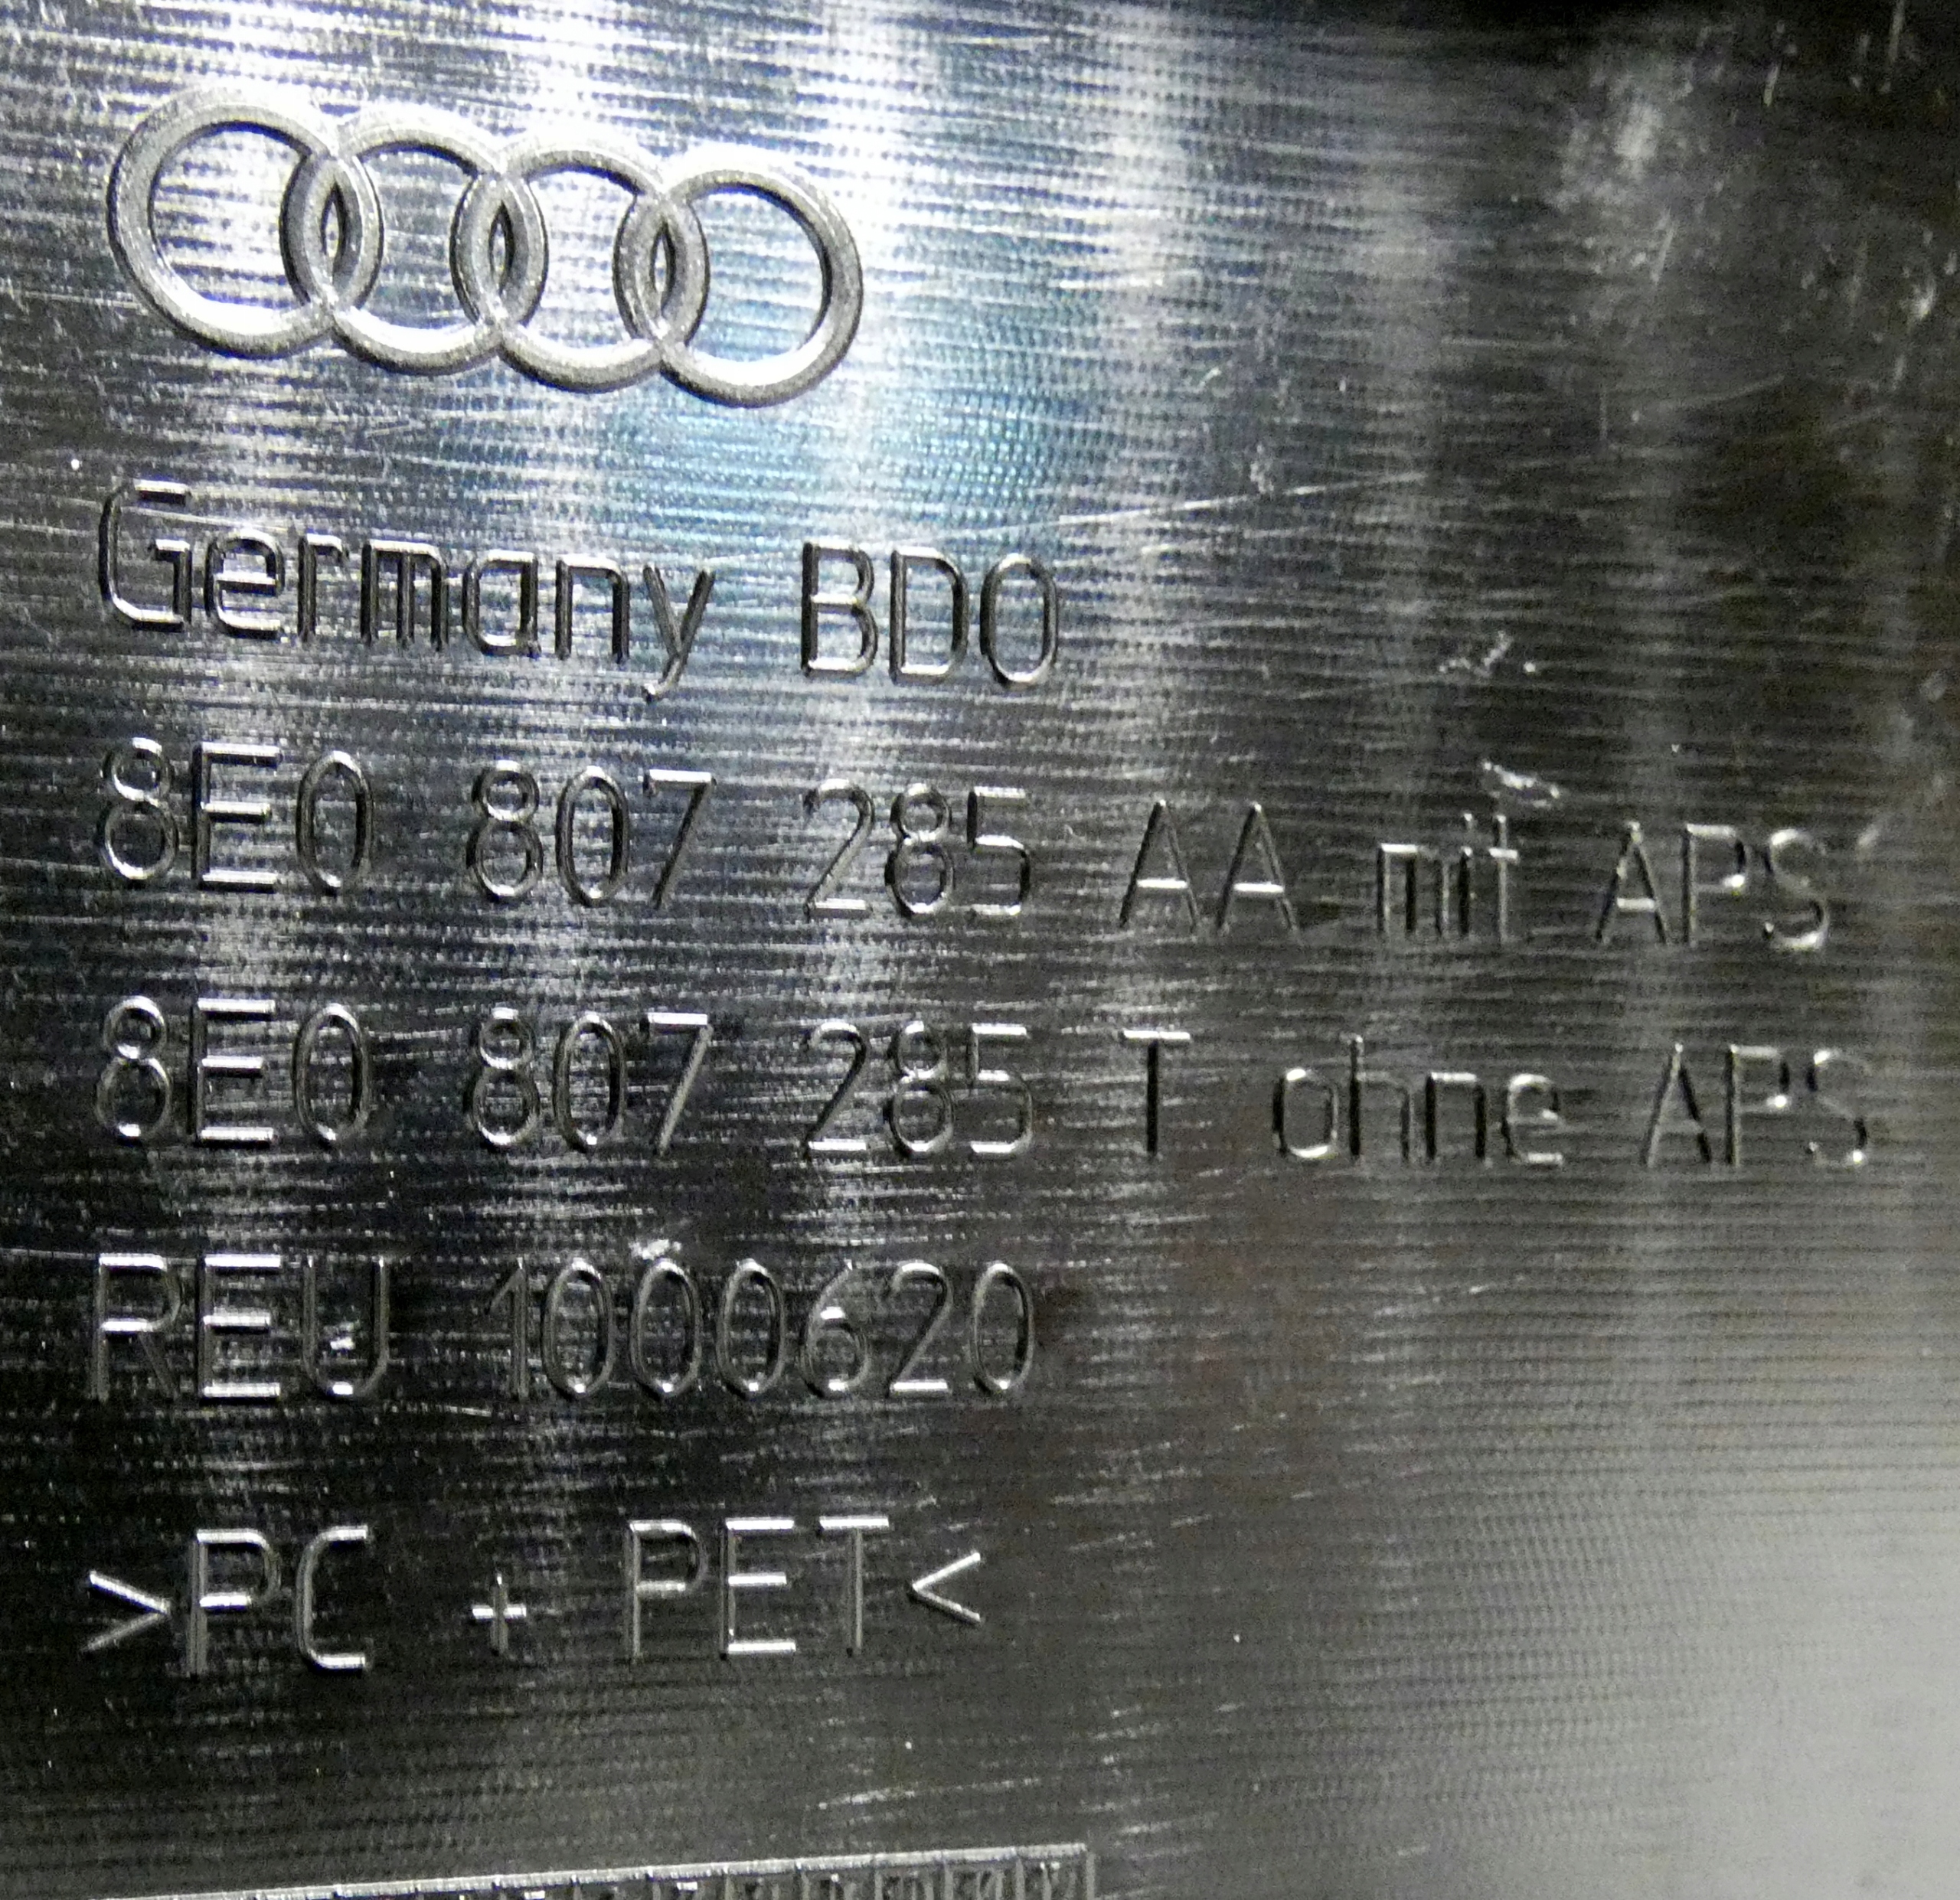 Germany BDO
8E0 807 285 AA mit APS
8E0 807 285 T ohne APS
REU 1000620
>PC + PET<